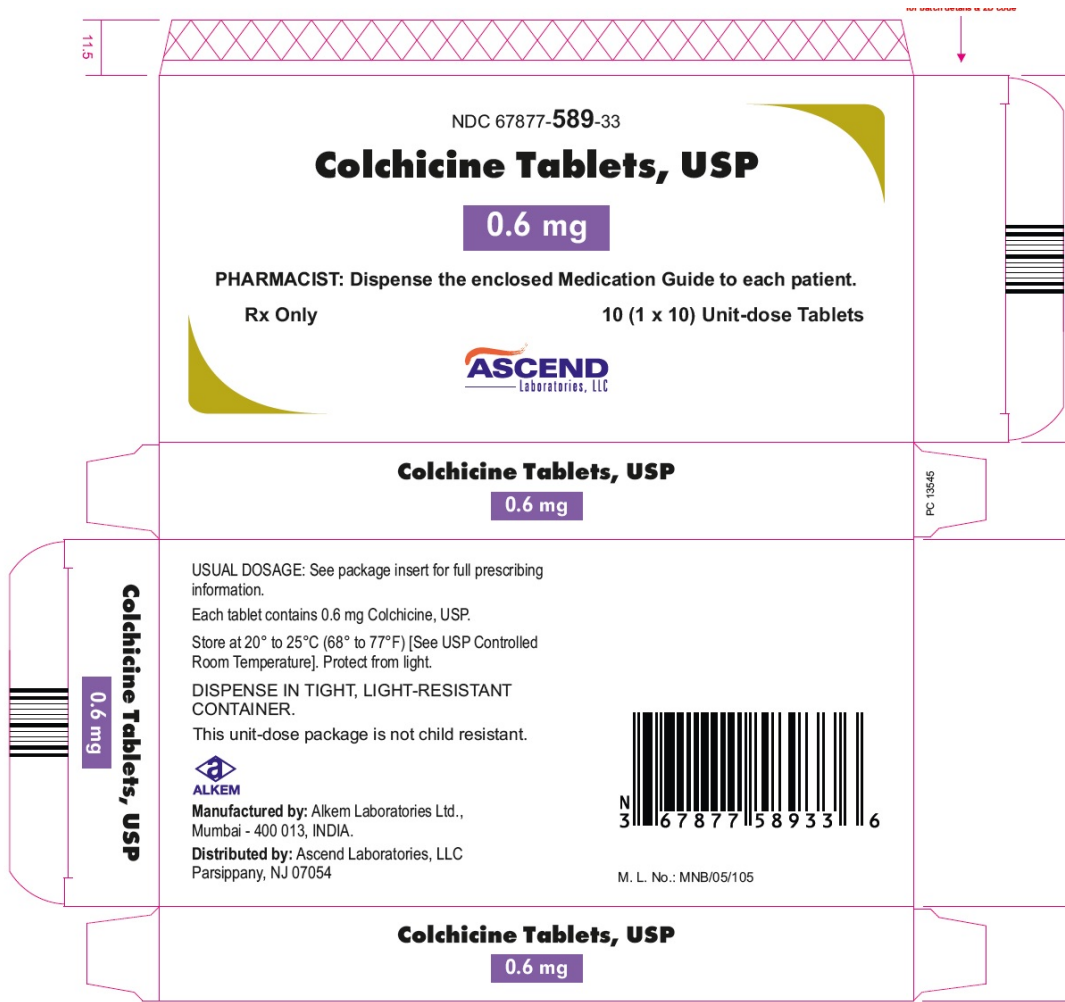 for batch details & 2D code
11.5
NDC 67877-589-33
Colchicine Tablets, USP
0.6 mg
PHARMACIST: Dispense the enclosed Medication Guide to each patient.
Rx Only
10 (1 x 10) Unit-dose Tablets
ASCEND
Laboratories, LLC
Colchicine Tablets, USP
0.6 mg
PC 13545
Colchicine Tablets, USP
0.6 mg
USUAL DOSAGE: See package insert for full prescribing
information.
Each tablet contains 0.6 mg Colchicine, USP.
Store at 20° to 25°C (68° to 77°F) [See USP Controlled
Room Temperature]. Protect from light.
DISPENSE IN TIGHT, LIGHT-RESISTANT
CONTAINER.
This unit-dose package is not child resistant.
a
ALKEM
Manufactured by: Alkem Laboratories Ltd.,
Mumbai - 400 013, INDIA.
Distributed by: Ascend Laboratories, LLC
Parsippany, NJ 07054
N
3 67877 58933 6
M. L. No.: MNB/05/105
Colchicine Tablets, USP
0.6 mg